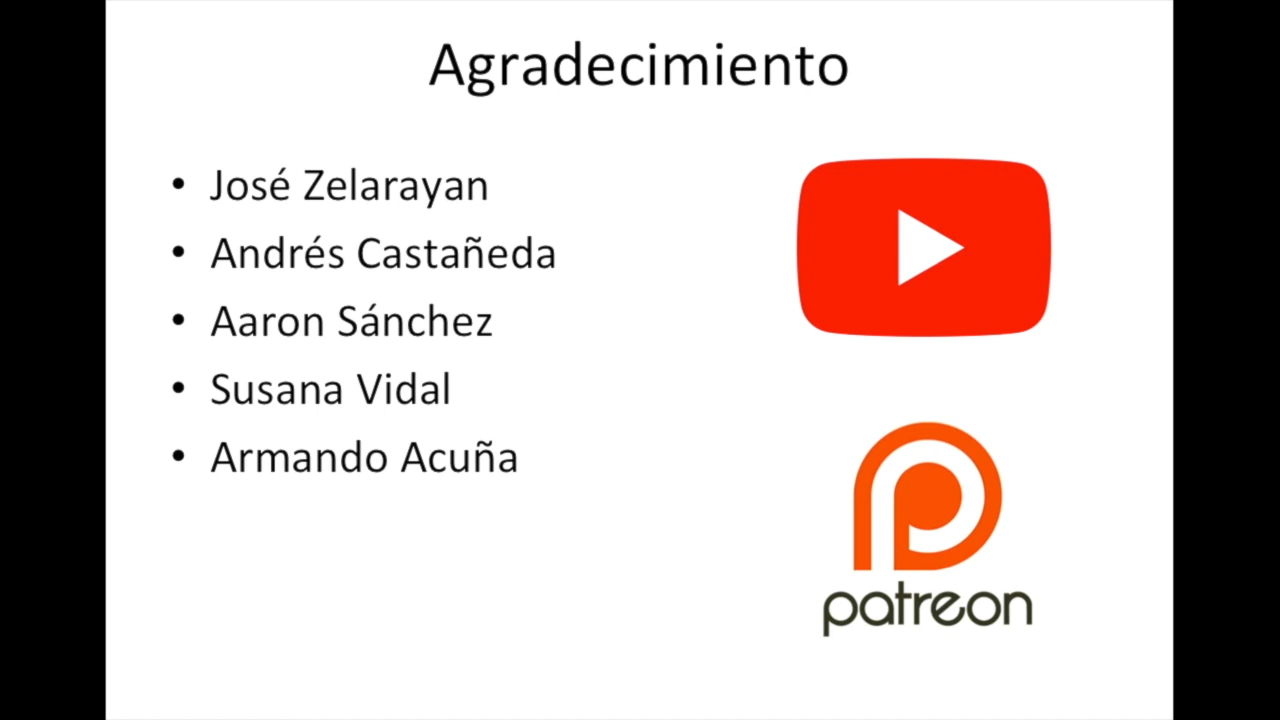 Agradecimiento
• José Zelarayan
• Andrés Castañeda
• Aaron Sánchez
• Susana Vidal
• Armando Acuña
patreon